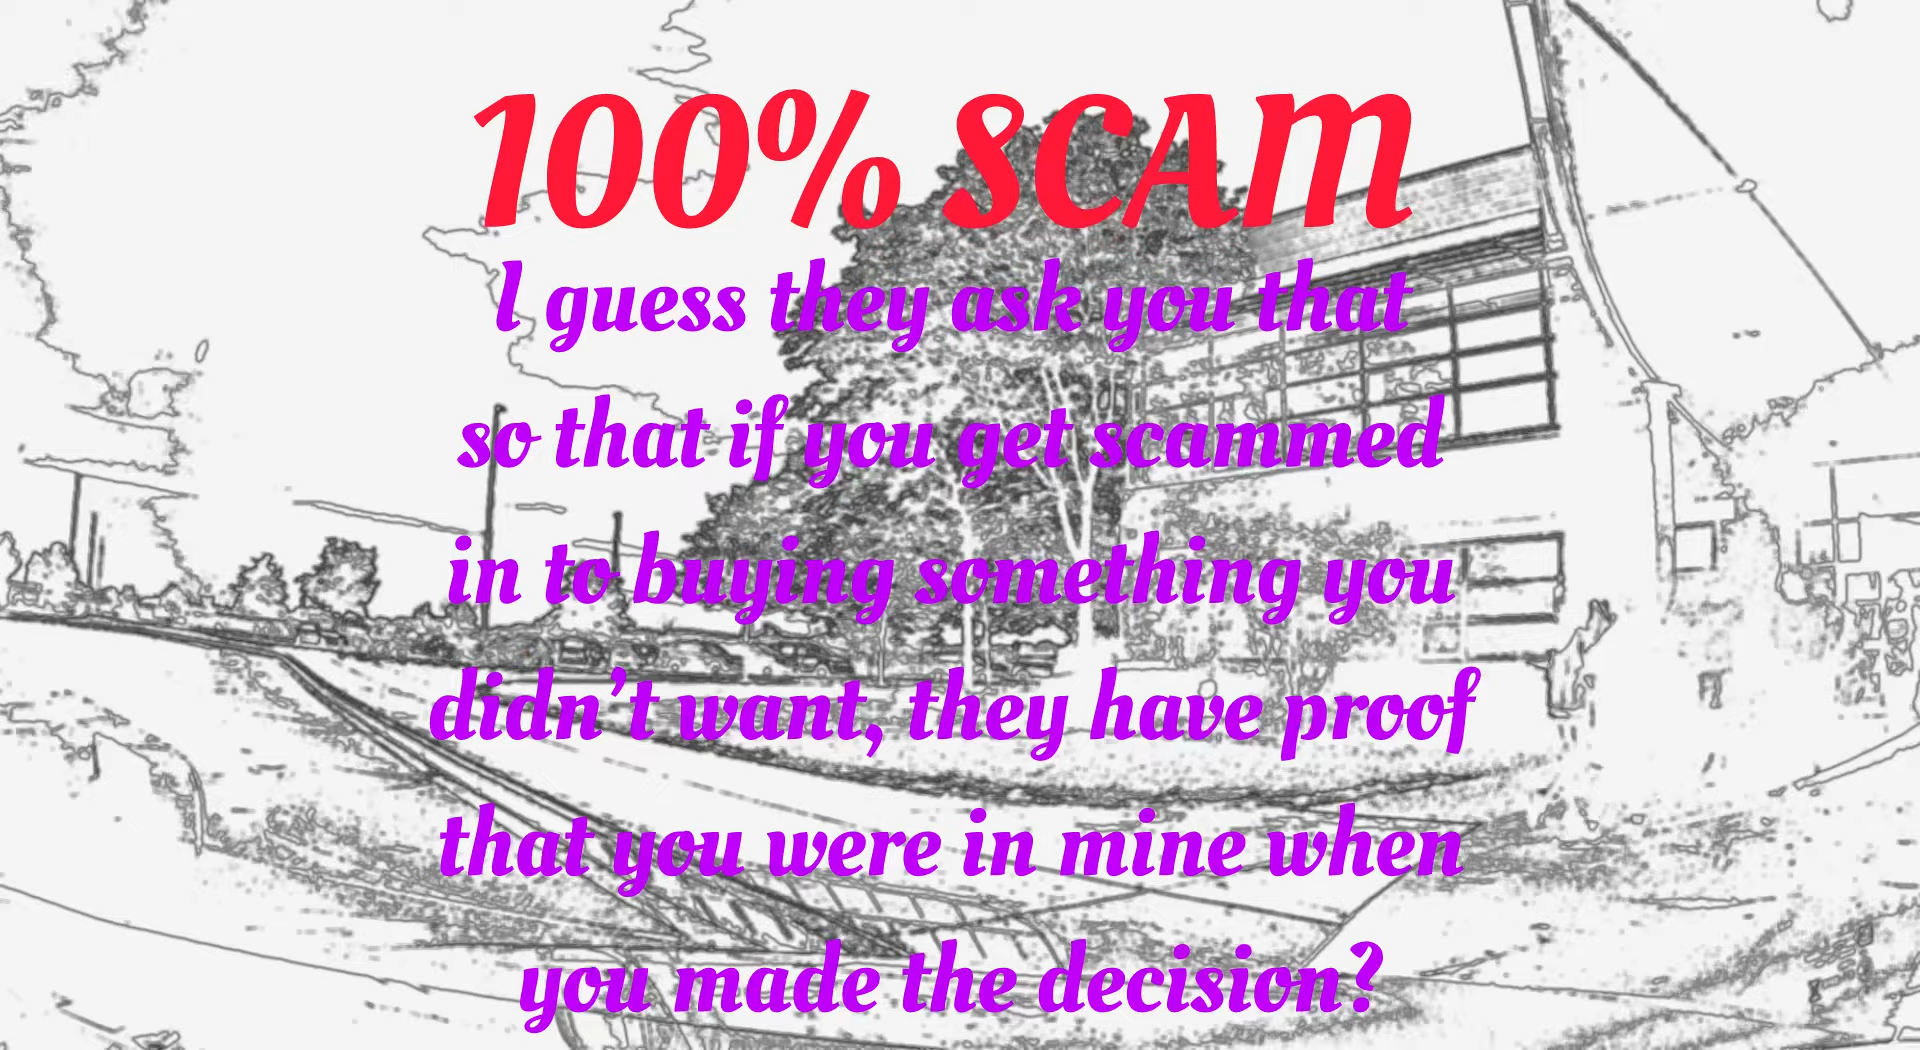 100% SCAM
I guess they ask you that
so that if you get scammed
in to buying something you
didn't want, they have proof
that you were in mine when
you made the decision?